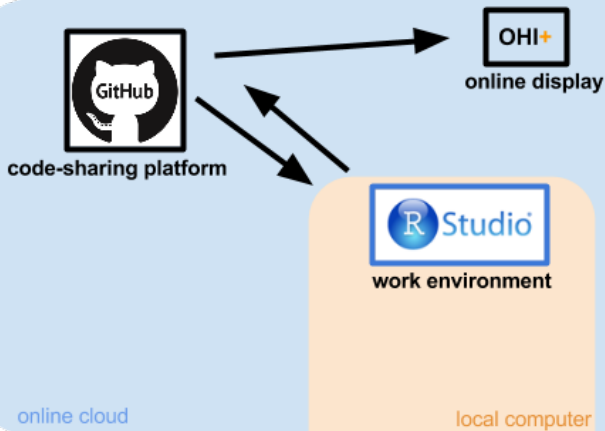 GitHub
OHI+
online display
code-sharing platform
R Studio
work environment
online cloud
local computer